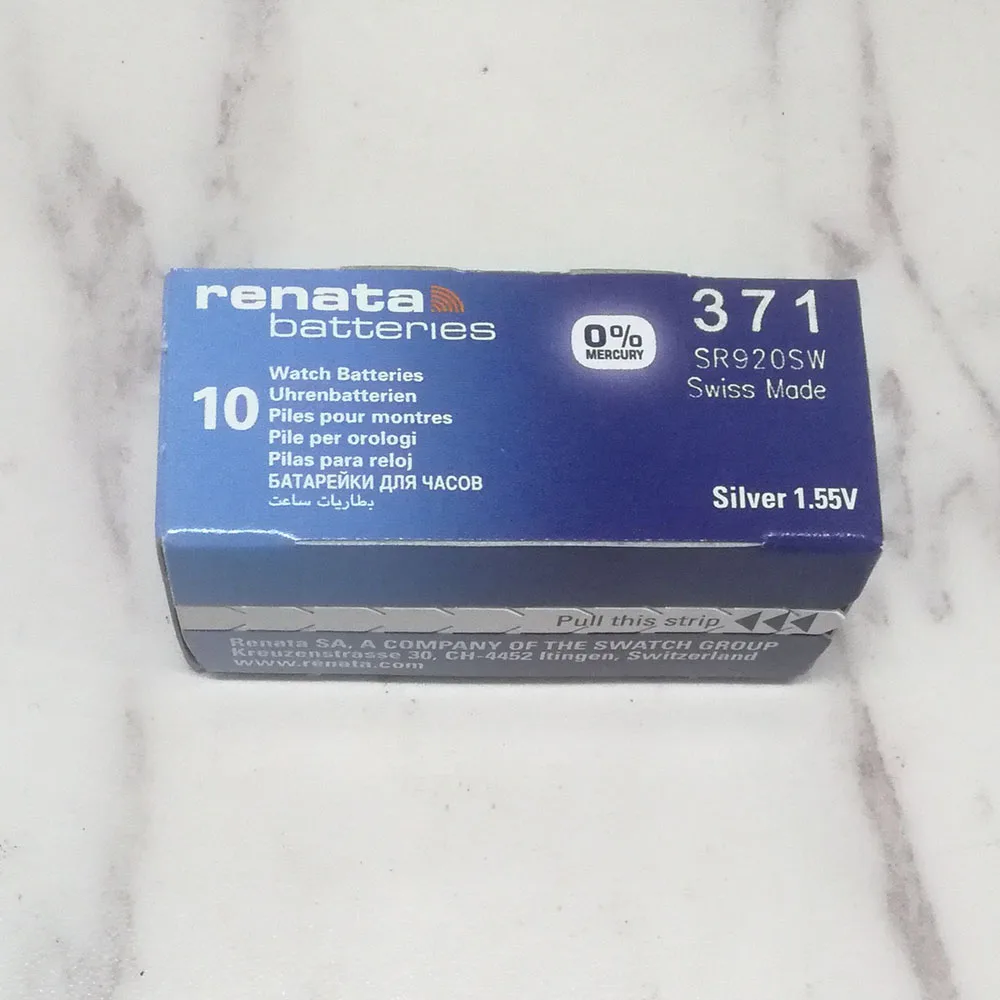 renata
batteries
0%
MERCURY
371
SR920SW
Swiss Made
10
Watch Batteries
Uhrenbatterien
Piles pour montres
Pile per orologi
Pilas para reloj
БАТАРЕЙКИ ДЛЯ ЧАСОВ
بطاريات ساعت
Silver 1.55V
Pull this strip
Renata SA, A COMPANY OF THE SWATCH GROUP
Kreuzenstrasse 30, CH-4452 Itingen, Switzerland
www.renata.com